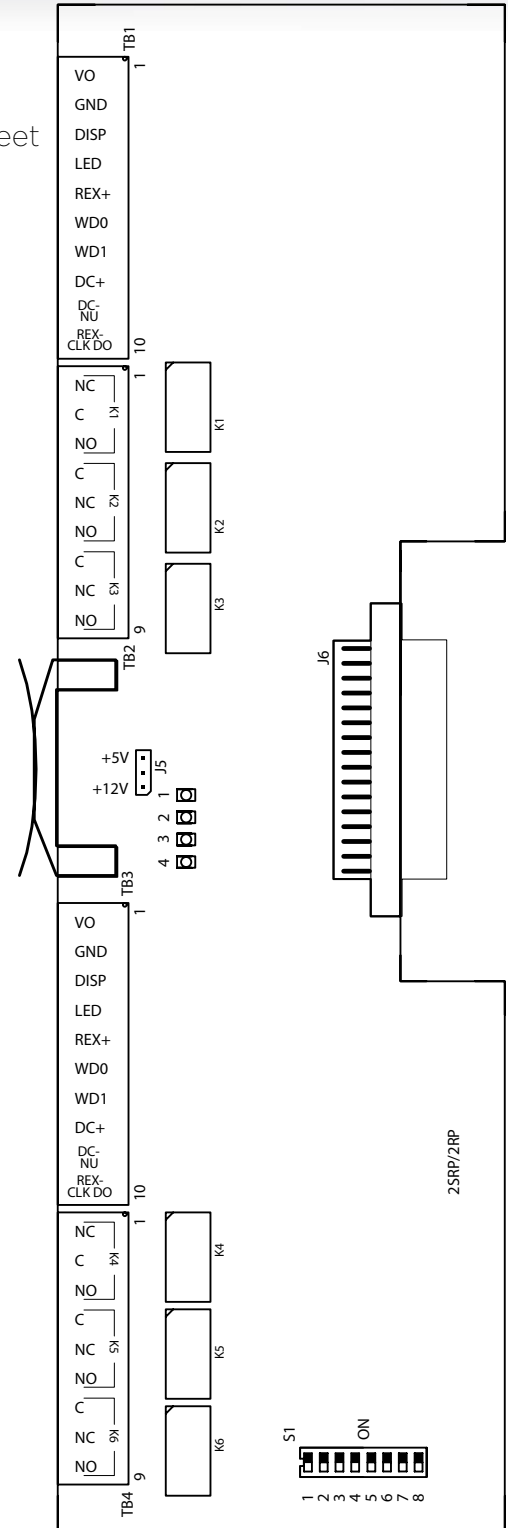 eet
TB1
1
VO
GND
DISP
LED
REX+
WD0
WD1
DC+
DC-
NU
REX-
CLK DO
10
1
NC
C
NO
K1
C
NC
NO
K2
C
NC
NO
K3
9
TB2
K1
K2
K3
J6
+5V
+12V
J5
1
2
3
4
TB3
1
VO
GND
DISP
LED
REX+
WD0
WD1
DC+
DC-
NU
REX-
CLK DO
10
1
NC
C
NO
K4
C
NC
NO
K5
C
NC
NO
K6
9
TB4
K4
K5
K6
2SRP/2RP
S1
ON
1
2
3
4
5
6
7
8